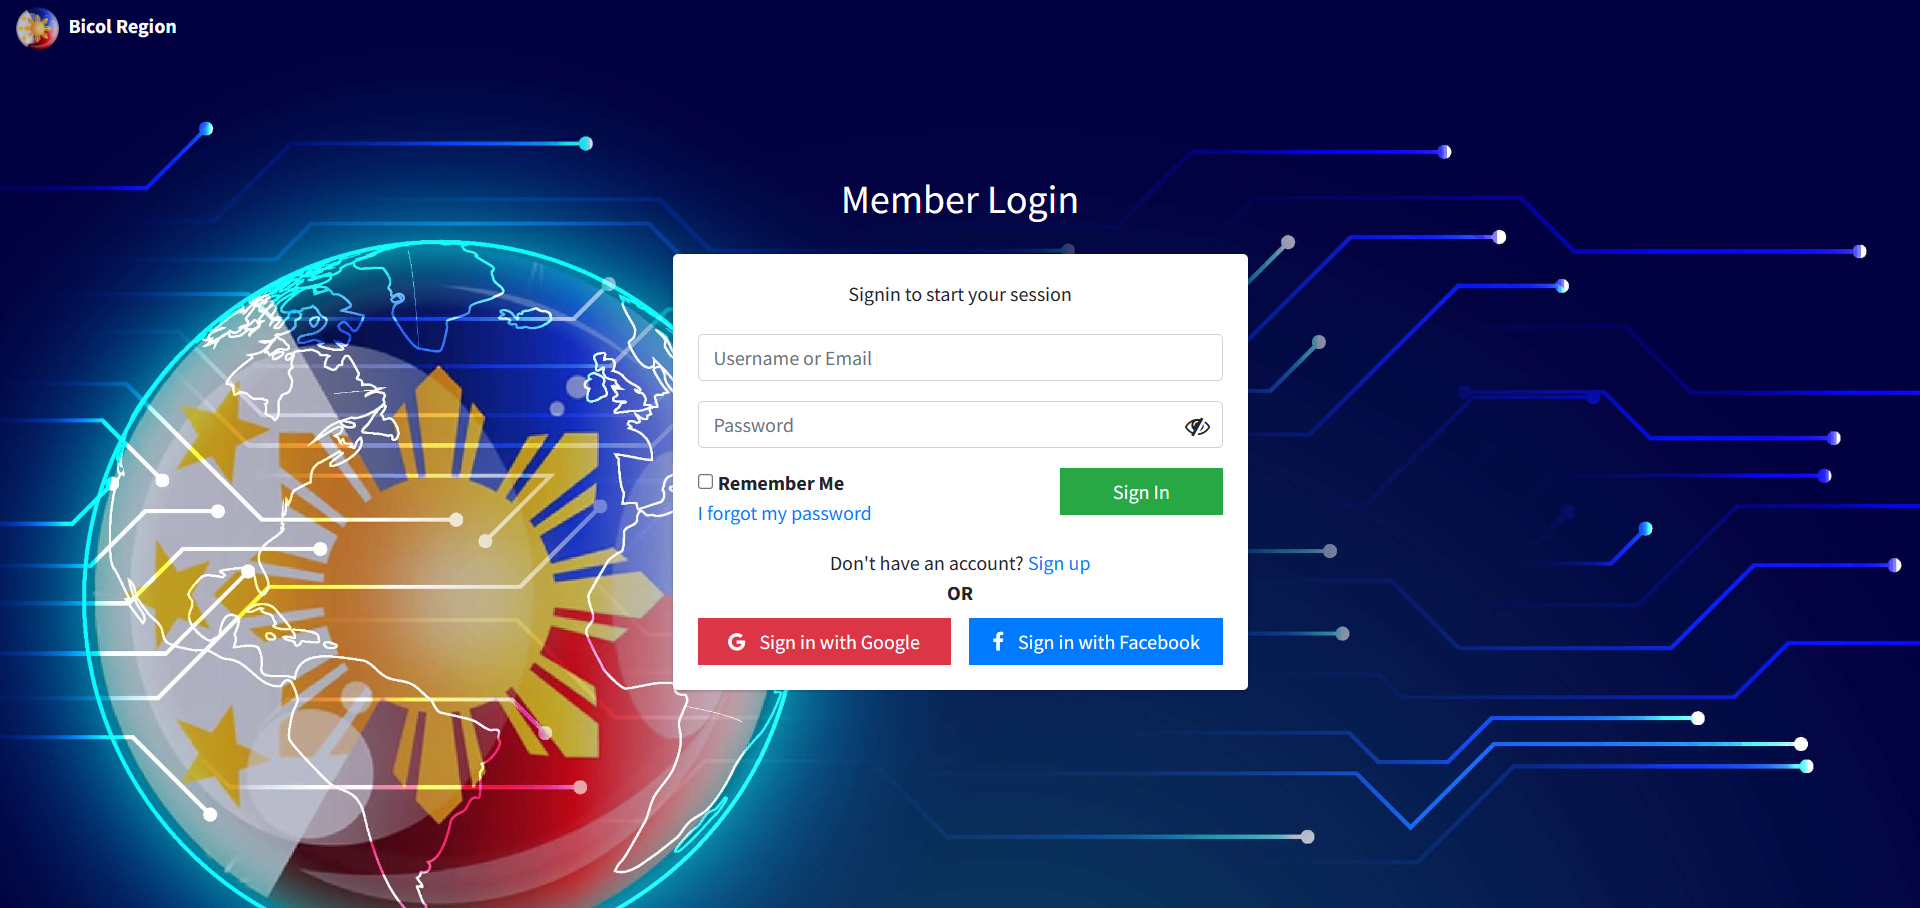 Bicol Region
Member Login
Signin to start your session
Username or Email
Password
Remember Me
Sign In
I forgot my password
Don't have an account? Sign up
OR
Sign in with Google
Sign in with Facebook